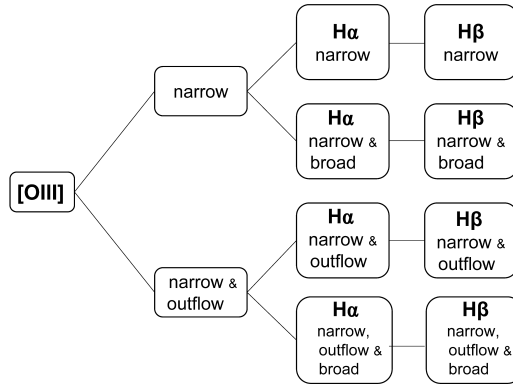 [OIII]
narrow
Hα
narrow
Hβ
narrow
Hα
narrow &
broad
Hβ
narrow &
broad
narrow &
outflow
Hα
narrow &
outflow
Hβ
narrow &
outflow
Hα
narrow,
outflow &
broad
Hβ
narrow,
outflow &
broad